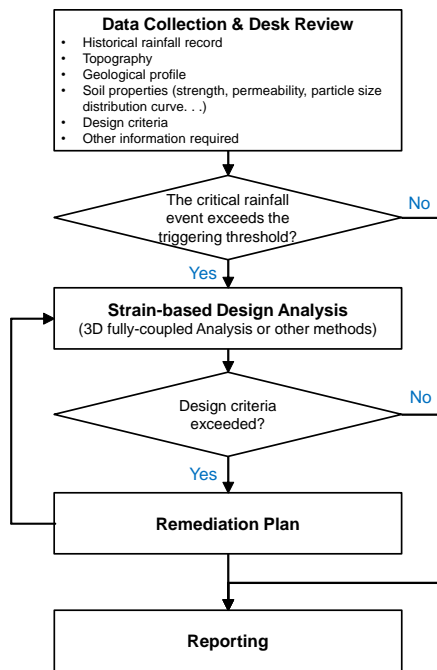 Data Collection & Desk Review
• Historical rainfall record
• Topography
• Geological profile
• Soil properties (strength, permeability, particle size
distribution curve. . .)
• Design criteria
• Other information required
The critical rainfall
event exceeds the
triggering threshold?
No
Yes
Strain-based Design Analysis
(3D fully-coupled Analysis or other methods)
Design criteria
exceeded?
No
Yes
Remediation Plan
Reporting